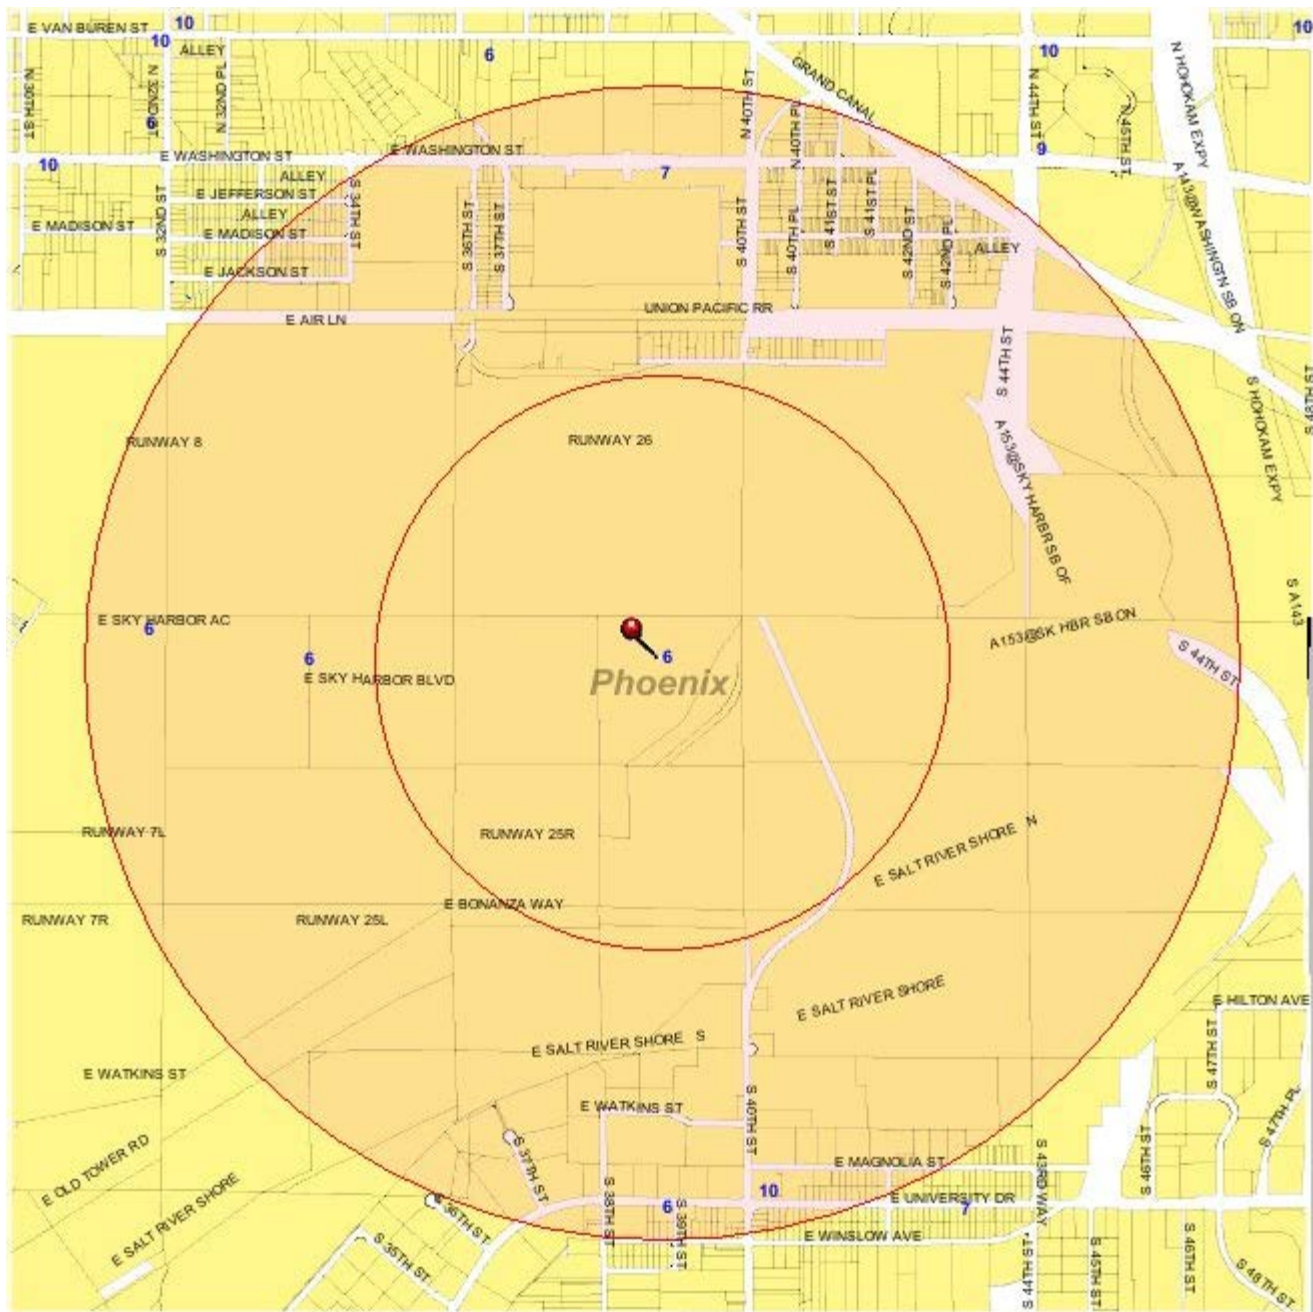 E VAN BUREN ST
10
10
ALLEY
6
10
10
GRAND CANAL
N 30TH ST
N 32ND ST
6
N 32ND PL
N 40TH ST
N 40TH PL
N 44TH ST
N 45TH ST
N HOHOKAM EXPY
10
E WASHINGTON ST
E WASHINGTON ST
7
9
ALLEY
E JEFFERSON ST
ALLEY
E MADISON ST
E MADISON ST
S 32ND ST
S 34TH ST
S 36TH ST
S 37TH ST
S 40TH ST
S 40TH PL
S 41ST ST
S 41ST PL
S 42ND ST
S 42ND PL
ALLEY
A143@WASHINGTN SB ON
E JACKSON ST
E AIR LN
UNION PACIFIC RR
S 44TH ST
S 48TH ST
S HOHOKAM EXPY
RUNWAY 8
RUNWAY 26
A153@SKY HARBR SB OF
S A143
E SKY HARBOR AC
6
6
E SKY HARBOR BLVD
6
Phoenix
A153@SK HBR SB ON
S 44TH ST
RUNWAY 7L
RUNWAY 25R
E SALT RIVER SHORE N
RUNWAY 7R
RUNWAY 25L
E BONANZA WAY
E SALT RIVER SHORE
E HILTON AVE
E SALT RIVER SHORE S
E WATKINS ST
E WATKINS ST
S 40TH ST
S 47TH ST
S 47TH PL
E OLD TOWER RD
S 37TH ST
E MAGNOLIA ST
S 43RD WAY
S 46TH ST
E SALT RIVER SHORE
S 36TH ST
S 38TH ST
6
S 39TH ST
10
E UNIVERSITY DR
7
S 35TH ST
E WINSLOW AVE
S 44TH ST
S 45TH ST
S 46TH ST
S 48TH ST